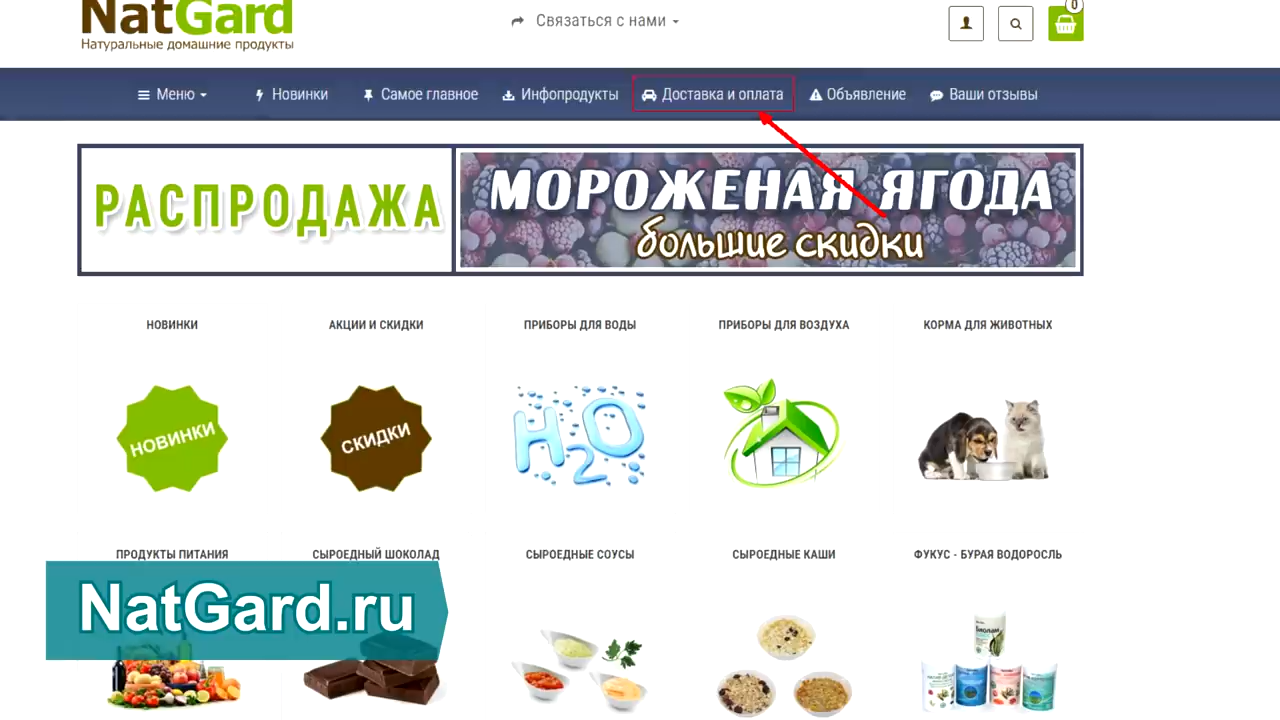 NatGard
Натуральные домашние продукты
Связаться с нами
0
Меню
Новинки
Самое главное
Инфопродукты
Доставка и оплата
Объявление
Ваши отзывы
РАСПРОДАЖА
МОРОЖЕНАЯ ЯГОДА
большие скидки
НОВИНКИ
АКЦИИ И СКИДКИ
ПРИБОРЫ ДЛЯ ВОДЫ
ПРИБОРЫ ДЛЯ ВОЗДУХА
КОРМА ДЛЯ ЖИВОТНЫХ
НОВИНКИ
СКИДКИ
H2O
ПРОДУКТЫ ПИТАНИЯ
СЫРОЕДНЫЙ ШОКОЛАД
СЫРОЕДНЫЕ СОУСЫ
СЫРОЕДНЫЕ КАШИ
ФУКУС - БУРАЯ ВОДОРОСЛЬ
NatGard.ru